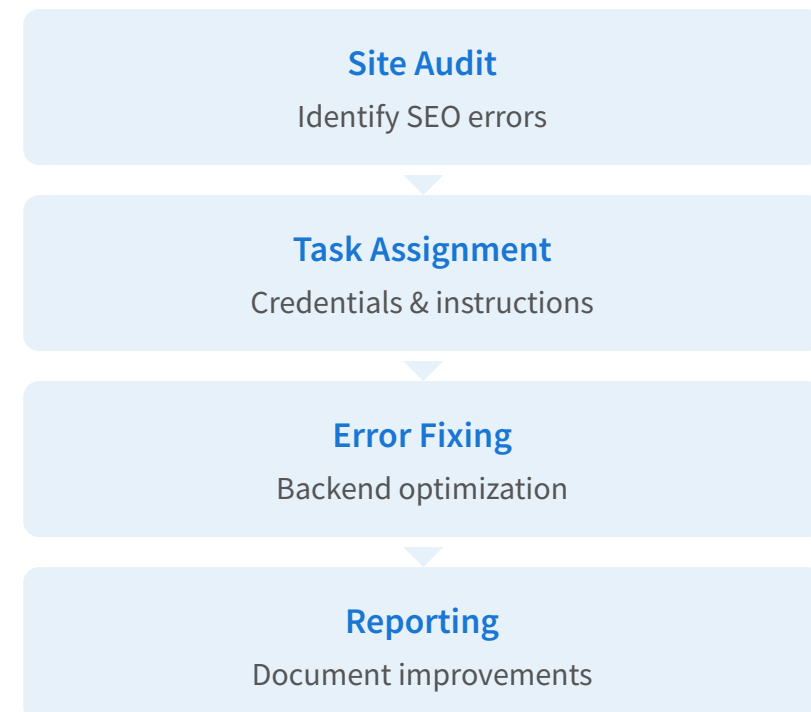 Site Audit
Identify SEO errors
Task Assignment
Credentials & instructions
Error Fixing
Backend optimization
Reporting
Document improvements